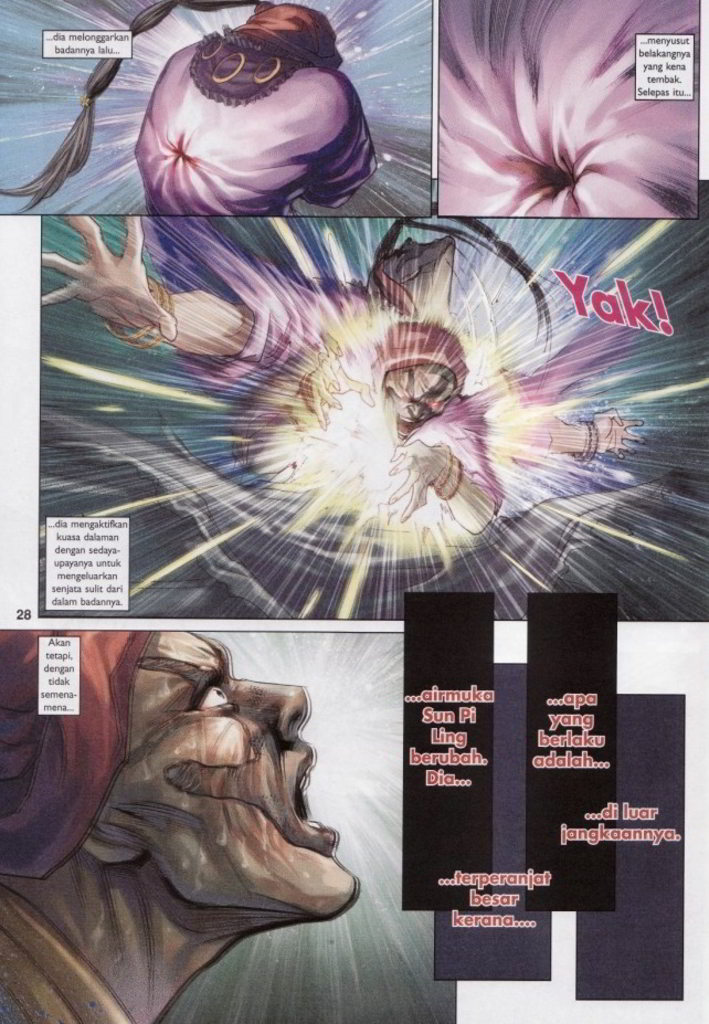 ...dia melonggarkan
badannya lalu...
...menyusut
belakangnya
yang kena
tembak.
Selepas itu...
Yak!
...dia mengaktifkan
kuasa dalaman
dengan sedaya-
upayanya untuk
mengeluarkan
senjata sulit dari
dalam badannya.
28
Akan
tetapi,
dengan
tidak
semena-
mena...
...airmuka
Sun Pi
Ling
berubah.
Dia...
...terperanjat
besar
kerana....
...apa
yang
berlaku
adalah...
...di luar
jangkaannya.